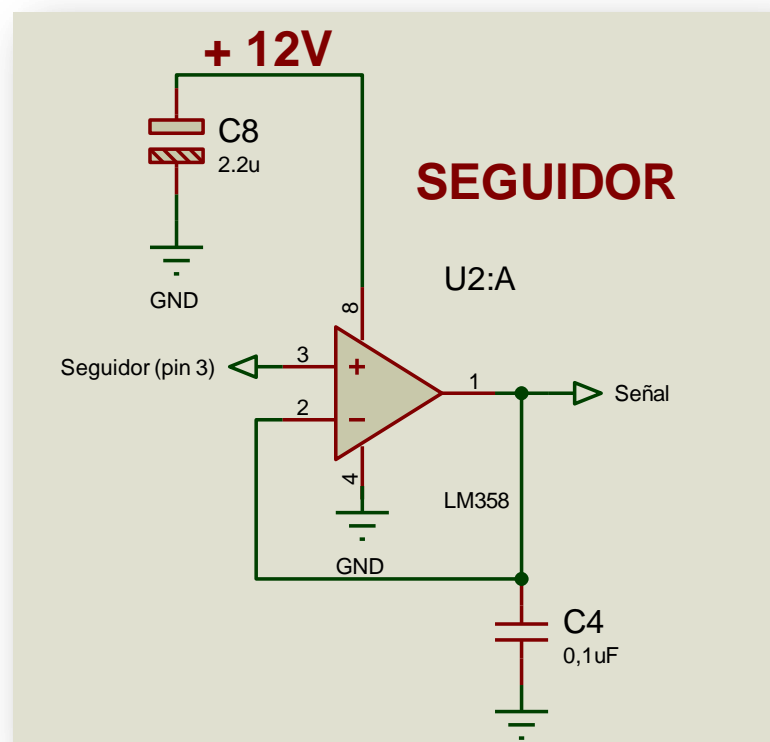 + 12V
C8
2.2u
SEGUIDOR
GND
U2:A
8
Seguidor (pin 3)
3
+
1
Señal
2
−
4
LM358
GND
C4
0,1uF